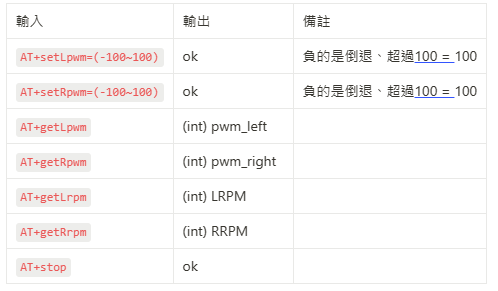 輸入 輸出 備註
AT+setLpwm=(-100~100) ok 負的是倒退、超過100 = 100
AT+setRpwm=(-100~100) ok 負的是倒退、超過100 = 100
AT+getLpwm (int) pwm_left
AT+getRpwm (int) pwm_right
AT+getLrpm (int) LRPM
AT+getRrpm (int) RRPM
AT+stop ok